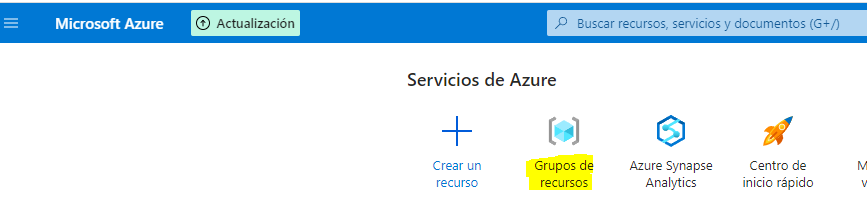 Microsoft Azure
Actualización
Buscar recursos, servicios y documentos (G+/)
Servicios de Azure
Crear un
recurso
Grupos de
recursos
Azure Synapse
Analytics
Centro de
inicio rápido